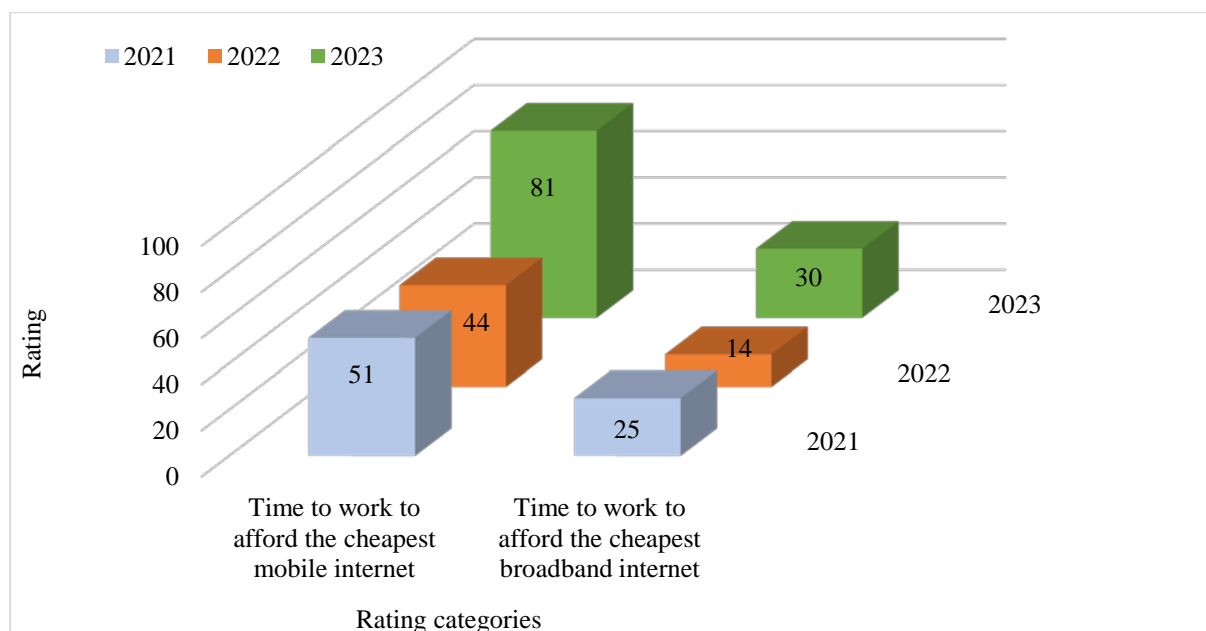 2021 2022 2023
81
30
44
14
51
25
100
80
60
40
20
0
Rating
2023
2022
2021
Time to work to
afford the cheapest
mobile internet
Time to work to
afford the cheapest
broadband internet
Rating categories